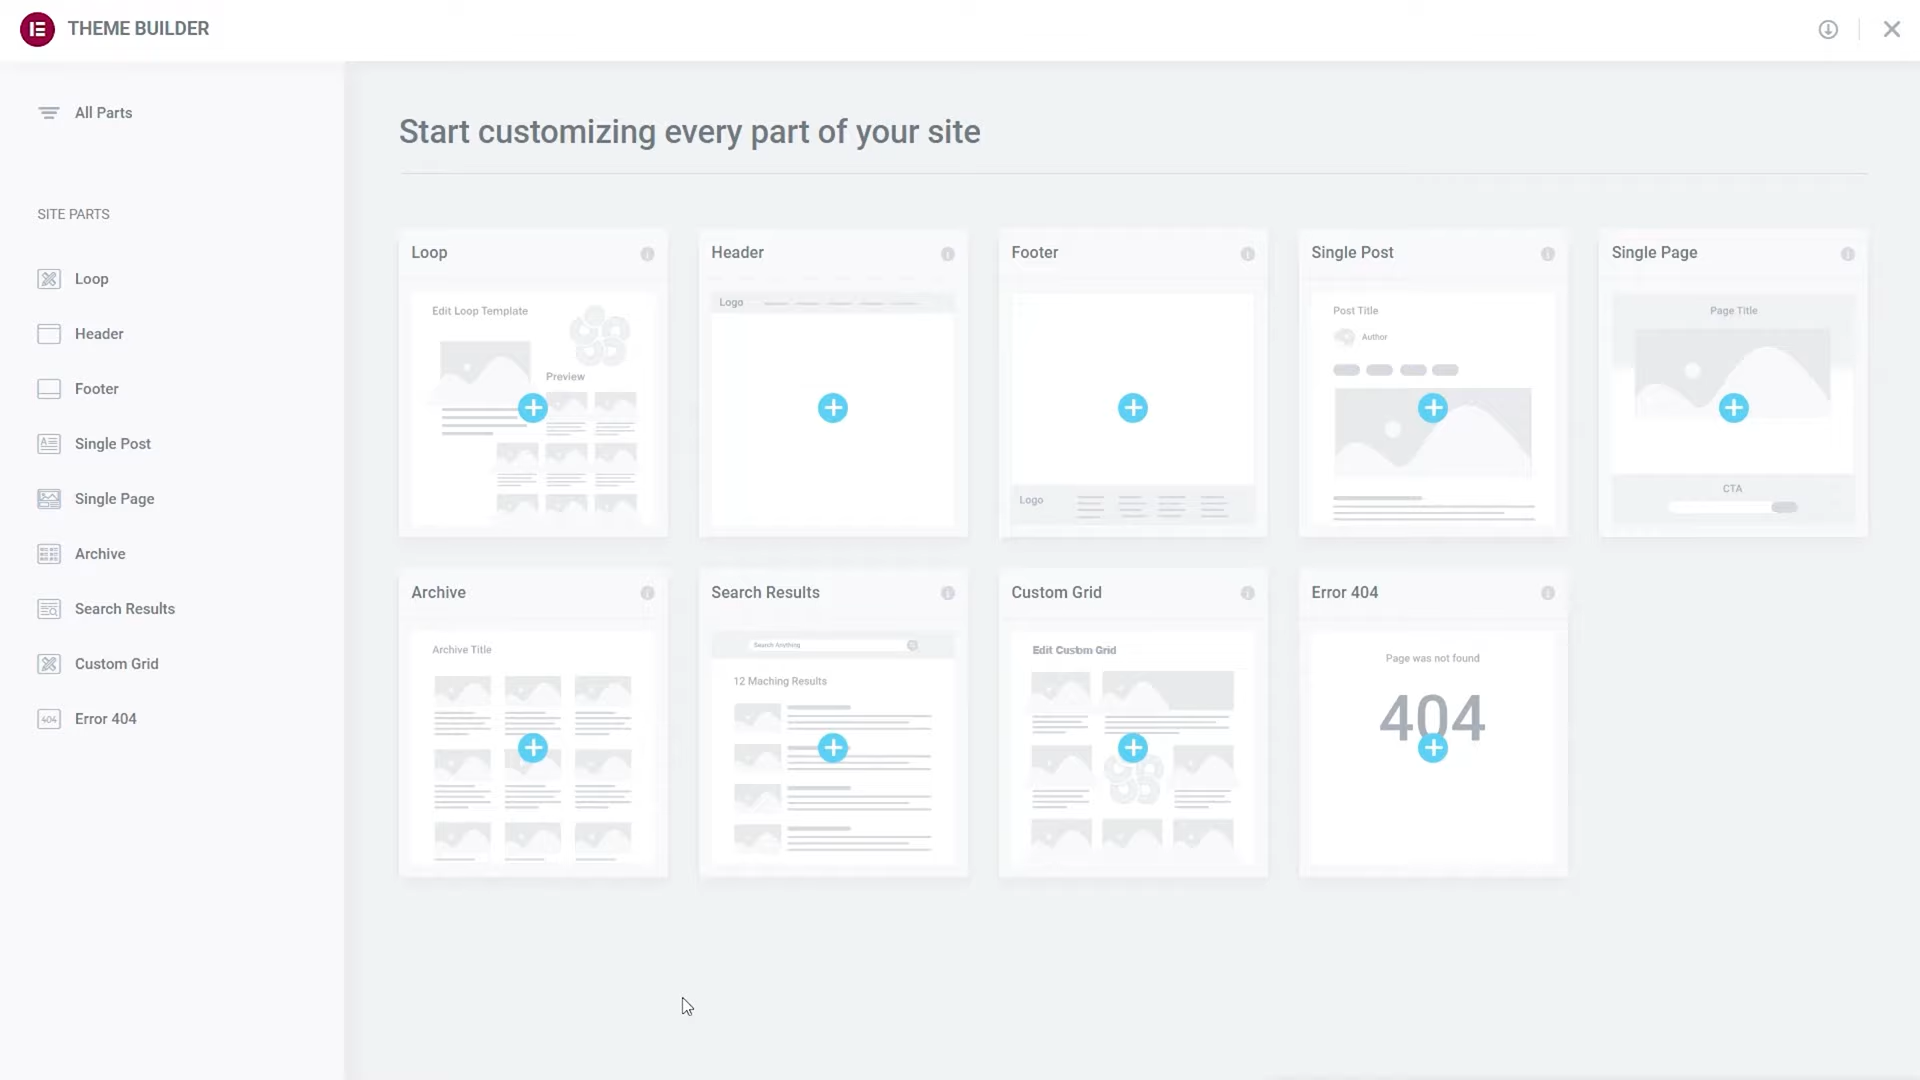 THEME BUILDER
All Parts
Start customizing every part of your site
SITE PARTS
Loop
Header
Footer
Single Post
Single Page
Archive
Search Results
Custom Grid
404
Error 404
Loop
Edit Loop Template
Preview
Header
Logo
Footer
Logo
Single Post
Post Title
Author
Single Page
Page Title
CTA
Archive
Archive Title
Search Results
Search Anything
12 Maching Results
Custom Grid
Edit Custom Grid
Error 404
Page was not found
404